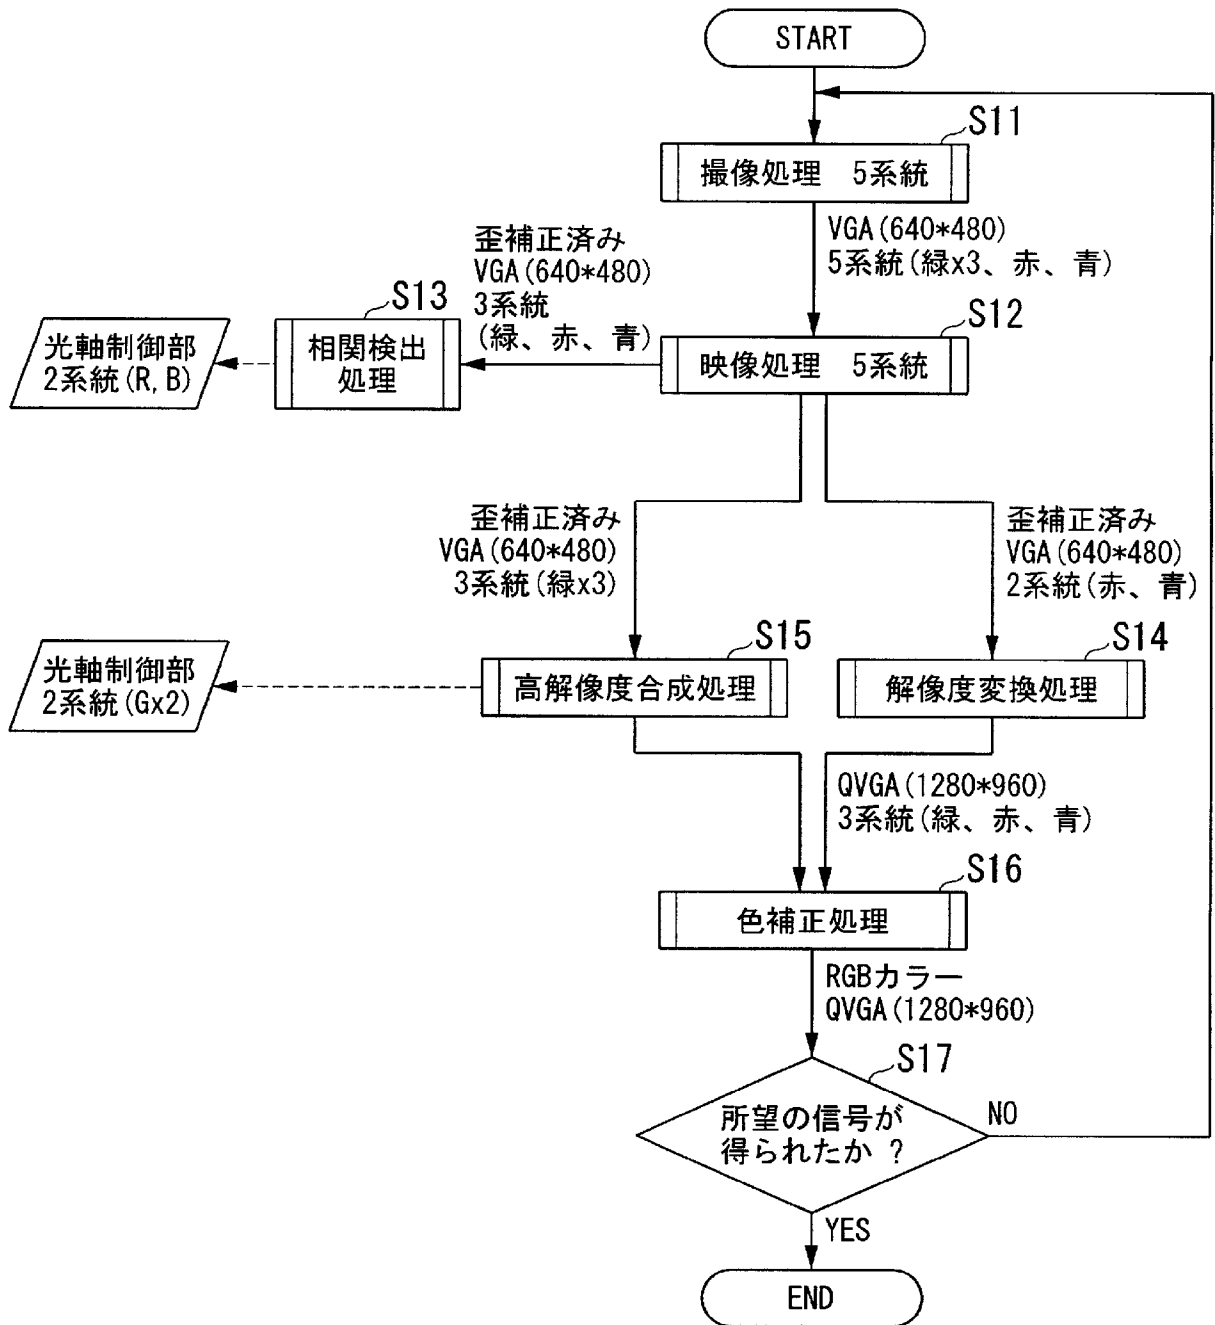 START
S11
撮像処理 5系統
VGA(640*480)
5系統(緑x3、赤、青)
歪補正済み
VGA(640*480)
3系統
(緑、赤、青)
S13
S12
光軸制御部
2系統(R,B)
相関検出
処理
映像処理 5系統
歪補正済み
VGA(640*480)
3系統(緑x3)
歪補正済み
VGA(640*480)
2系統(赤、青)
S15
S14
光軸制御部
2系統(Gx2)
高解像度合成処理
解像度変換処理
QVGA(1280*960)
3系統(緑、赤、青)
S16
色補正処理
RGBカラー
QVGA(1280*960)
S17
所望の信号が
得られたか ?
NO
YES
END